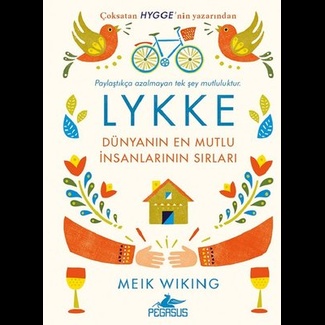 Çoksatan HYGGE'nin yazarından
Paylaştıkça azalmayan tek şey mutluluktur.
LYKKE
DÜNYANIN EN MUTLU
İNSANLARININ SIRLARI
MEIK WIKING
PEGASUS